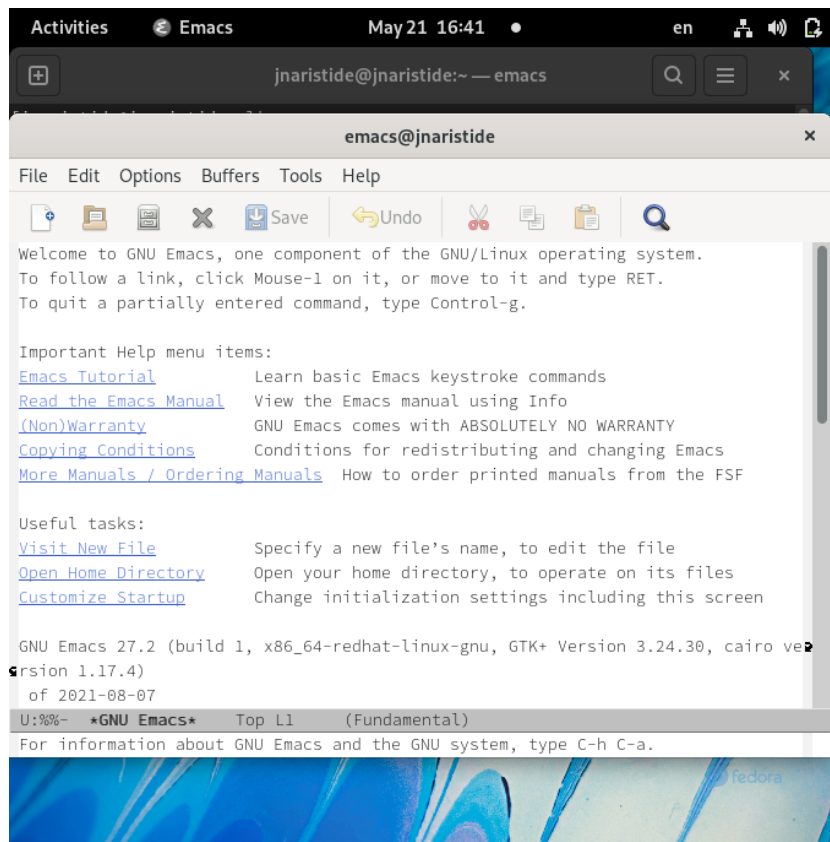 Activities Emacs May 21 16:41 en
jnaristide@jnaristide:~ — emacs
emacs@jnaristide
File Edit Options Buffers Tools Help
Save Undo
Welcome to GNU Emacs, one component of the GNU/Linux operating system.
To follow a link, click Mouse-1 on it, or move to it and type RET.
To quit a partially entered command, type Control-g.
Important Help menu items:
Emacs Tutorial Learn basic Emacs keystroke commands
Read the Emacs Manual View the Emacs manual using Info
(Non)Warranty GNU Emacs comes with ABSOLUTELY NO WARRANTY
Copying Conditions Conditions for redistributing and changing Emacs
More Manuals / Ordering Manuals How to order printed manuals from the FSF
Useful tasks:
Visit New File Specify a new file’s name, to edit the file
Open Home Directory Open your home directory, to operate on its files
Customize Startup Change initialization settings including this screen
GNU Emacs 27.2 (build 1, x86_64-redhat-linux-gnu, GTK+ Version 3.24.30, cairo ve
rsion 1.17.4)
of 2021-08-07
U:%%- *GNU Emacs* Top L1 (Fundamental)
For information about GNU Emacs and the GNU system, type C-h C-a.
fedora